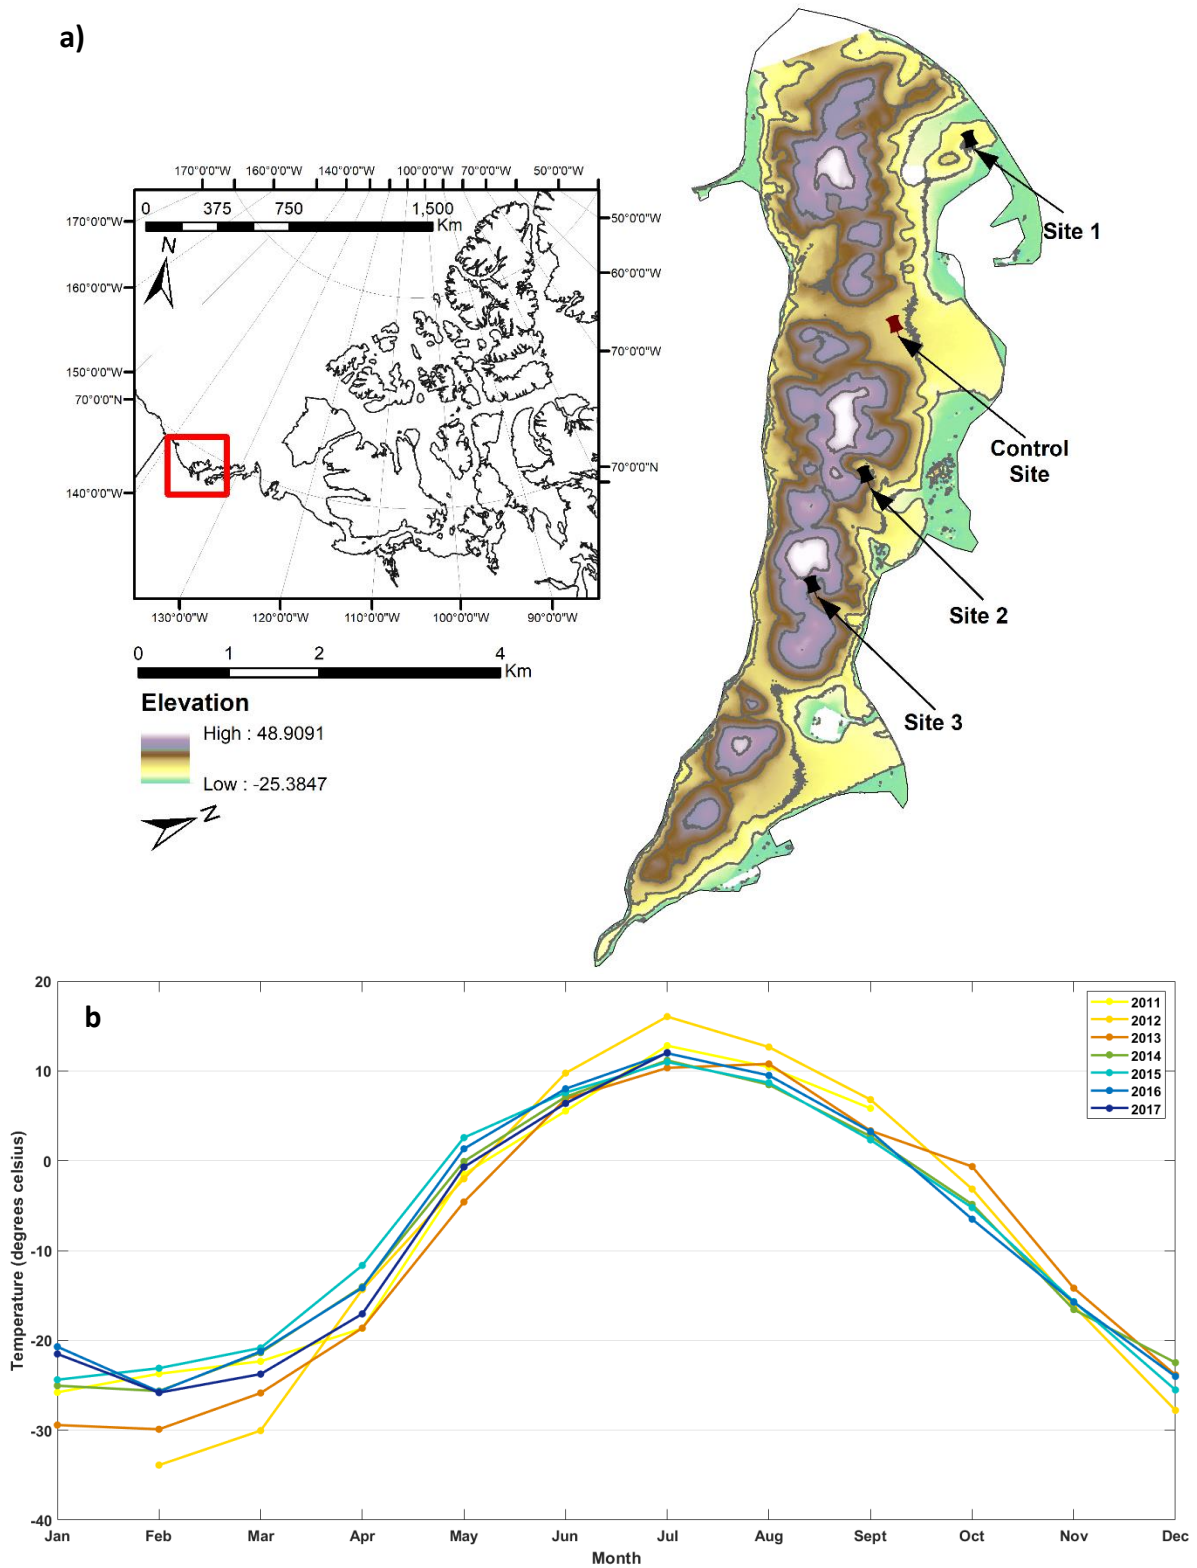 a)
170°0'0"W 160°0'0"W 140°0'0"W 100°0'0"W 70°0'0"W 50°0'0"W
0 375 750 1,500
Km
N
170°0'0"W
160°0'0"W
150°0'0"W
70°0'0"N
140°0'0"W
50°0'0"W
60°0'0"W
70°0'0"W
70°0'0"N
130°0'0"W 120°0'0"W 110°0'0"W 100°0'0"W 90°0'0"W
0 1 2 4
Km
Elevation
High : 48.9091
Low : -25.3847
N
Site 1
Control
Site
Site 2
Site 3
b
20
10
0
-10
-20
-30
-40
Temperature (degrees celsius)
2011
2012
2013
2014
2015
2016
2017
Jan Feb Mar Apr May Jun Jul Aug Sept Oct Nov Dec
Month